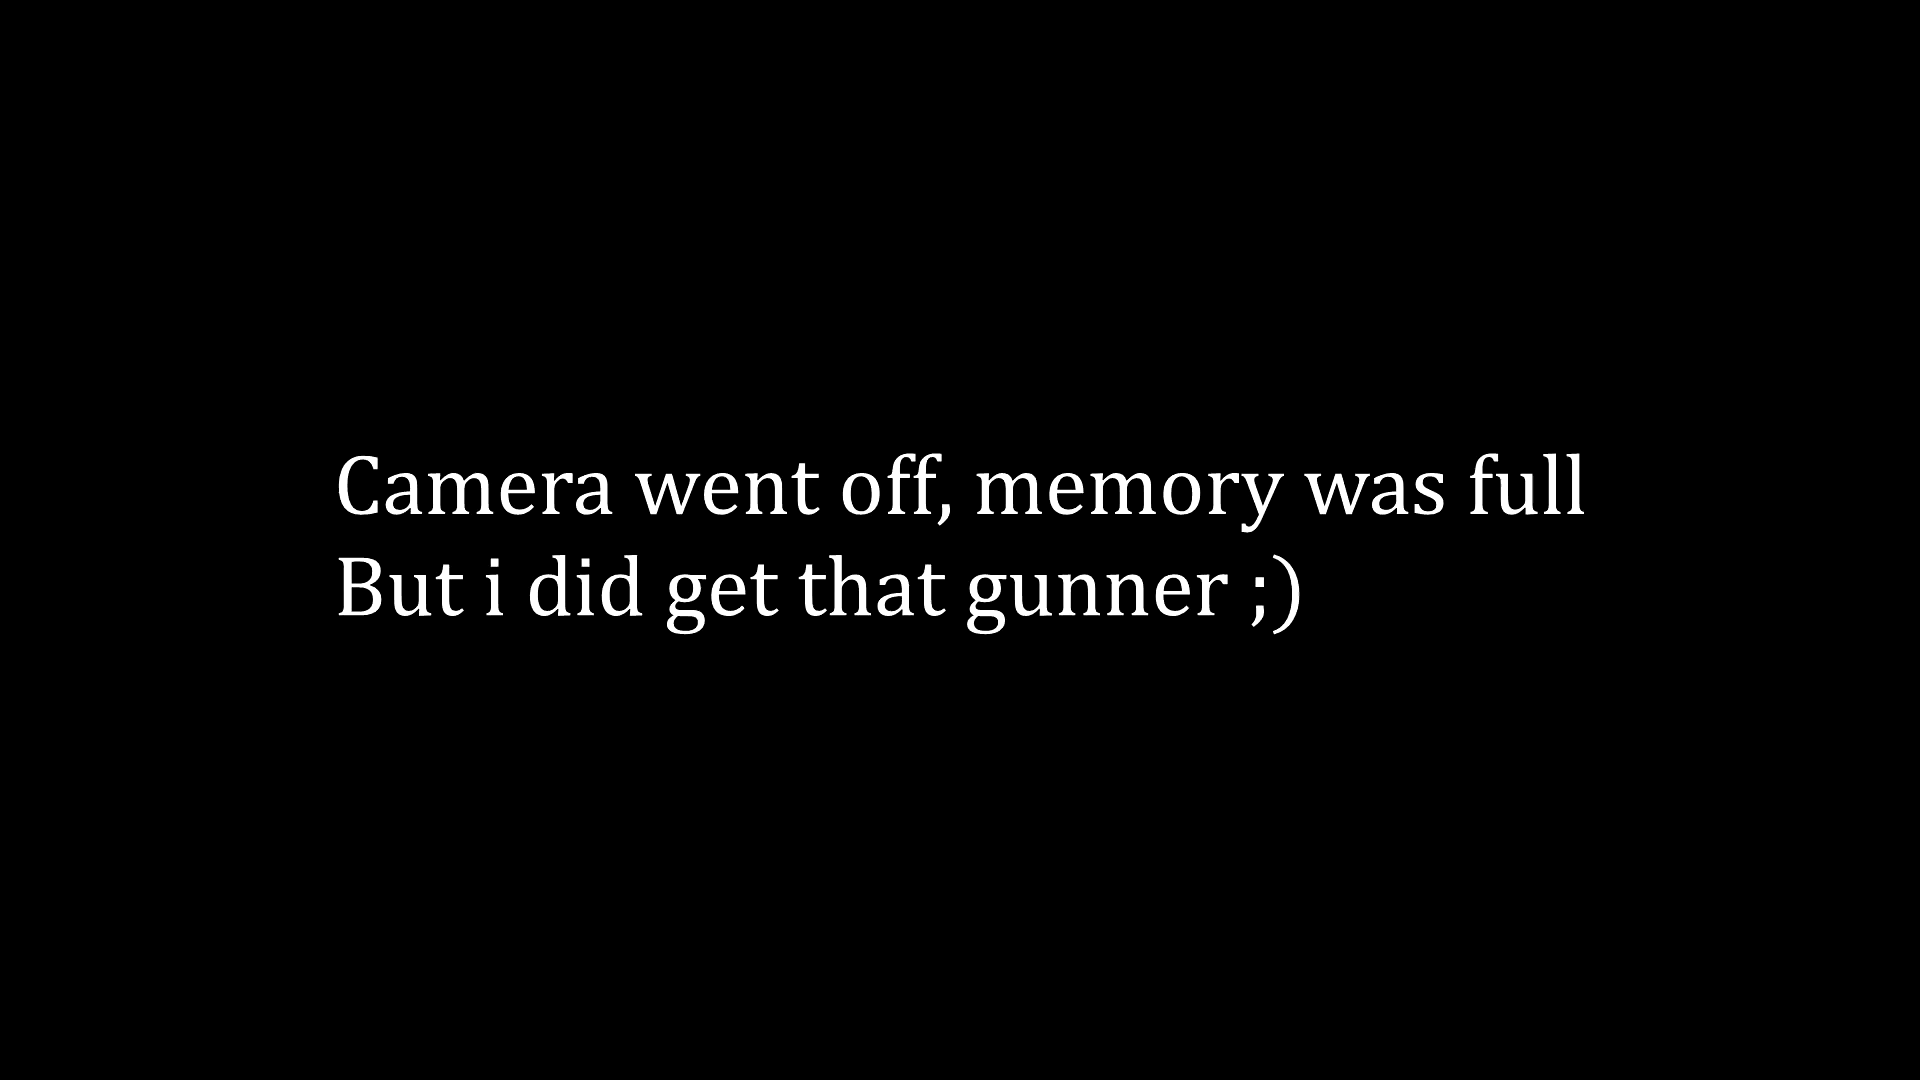 Camera went off, memory was full
But i did get that gunner ;)